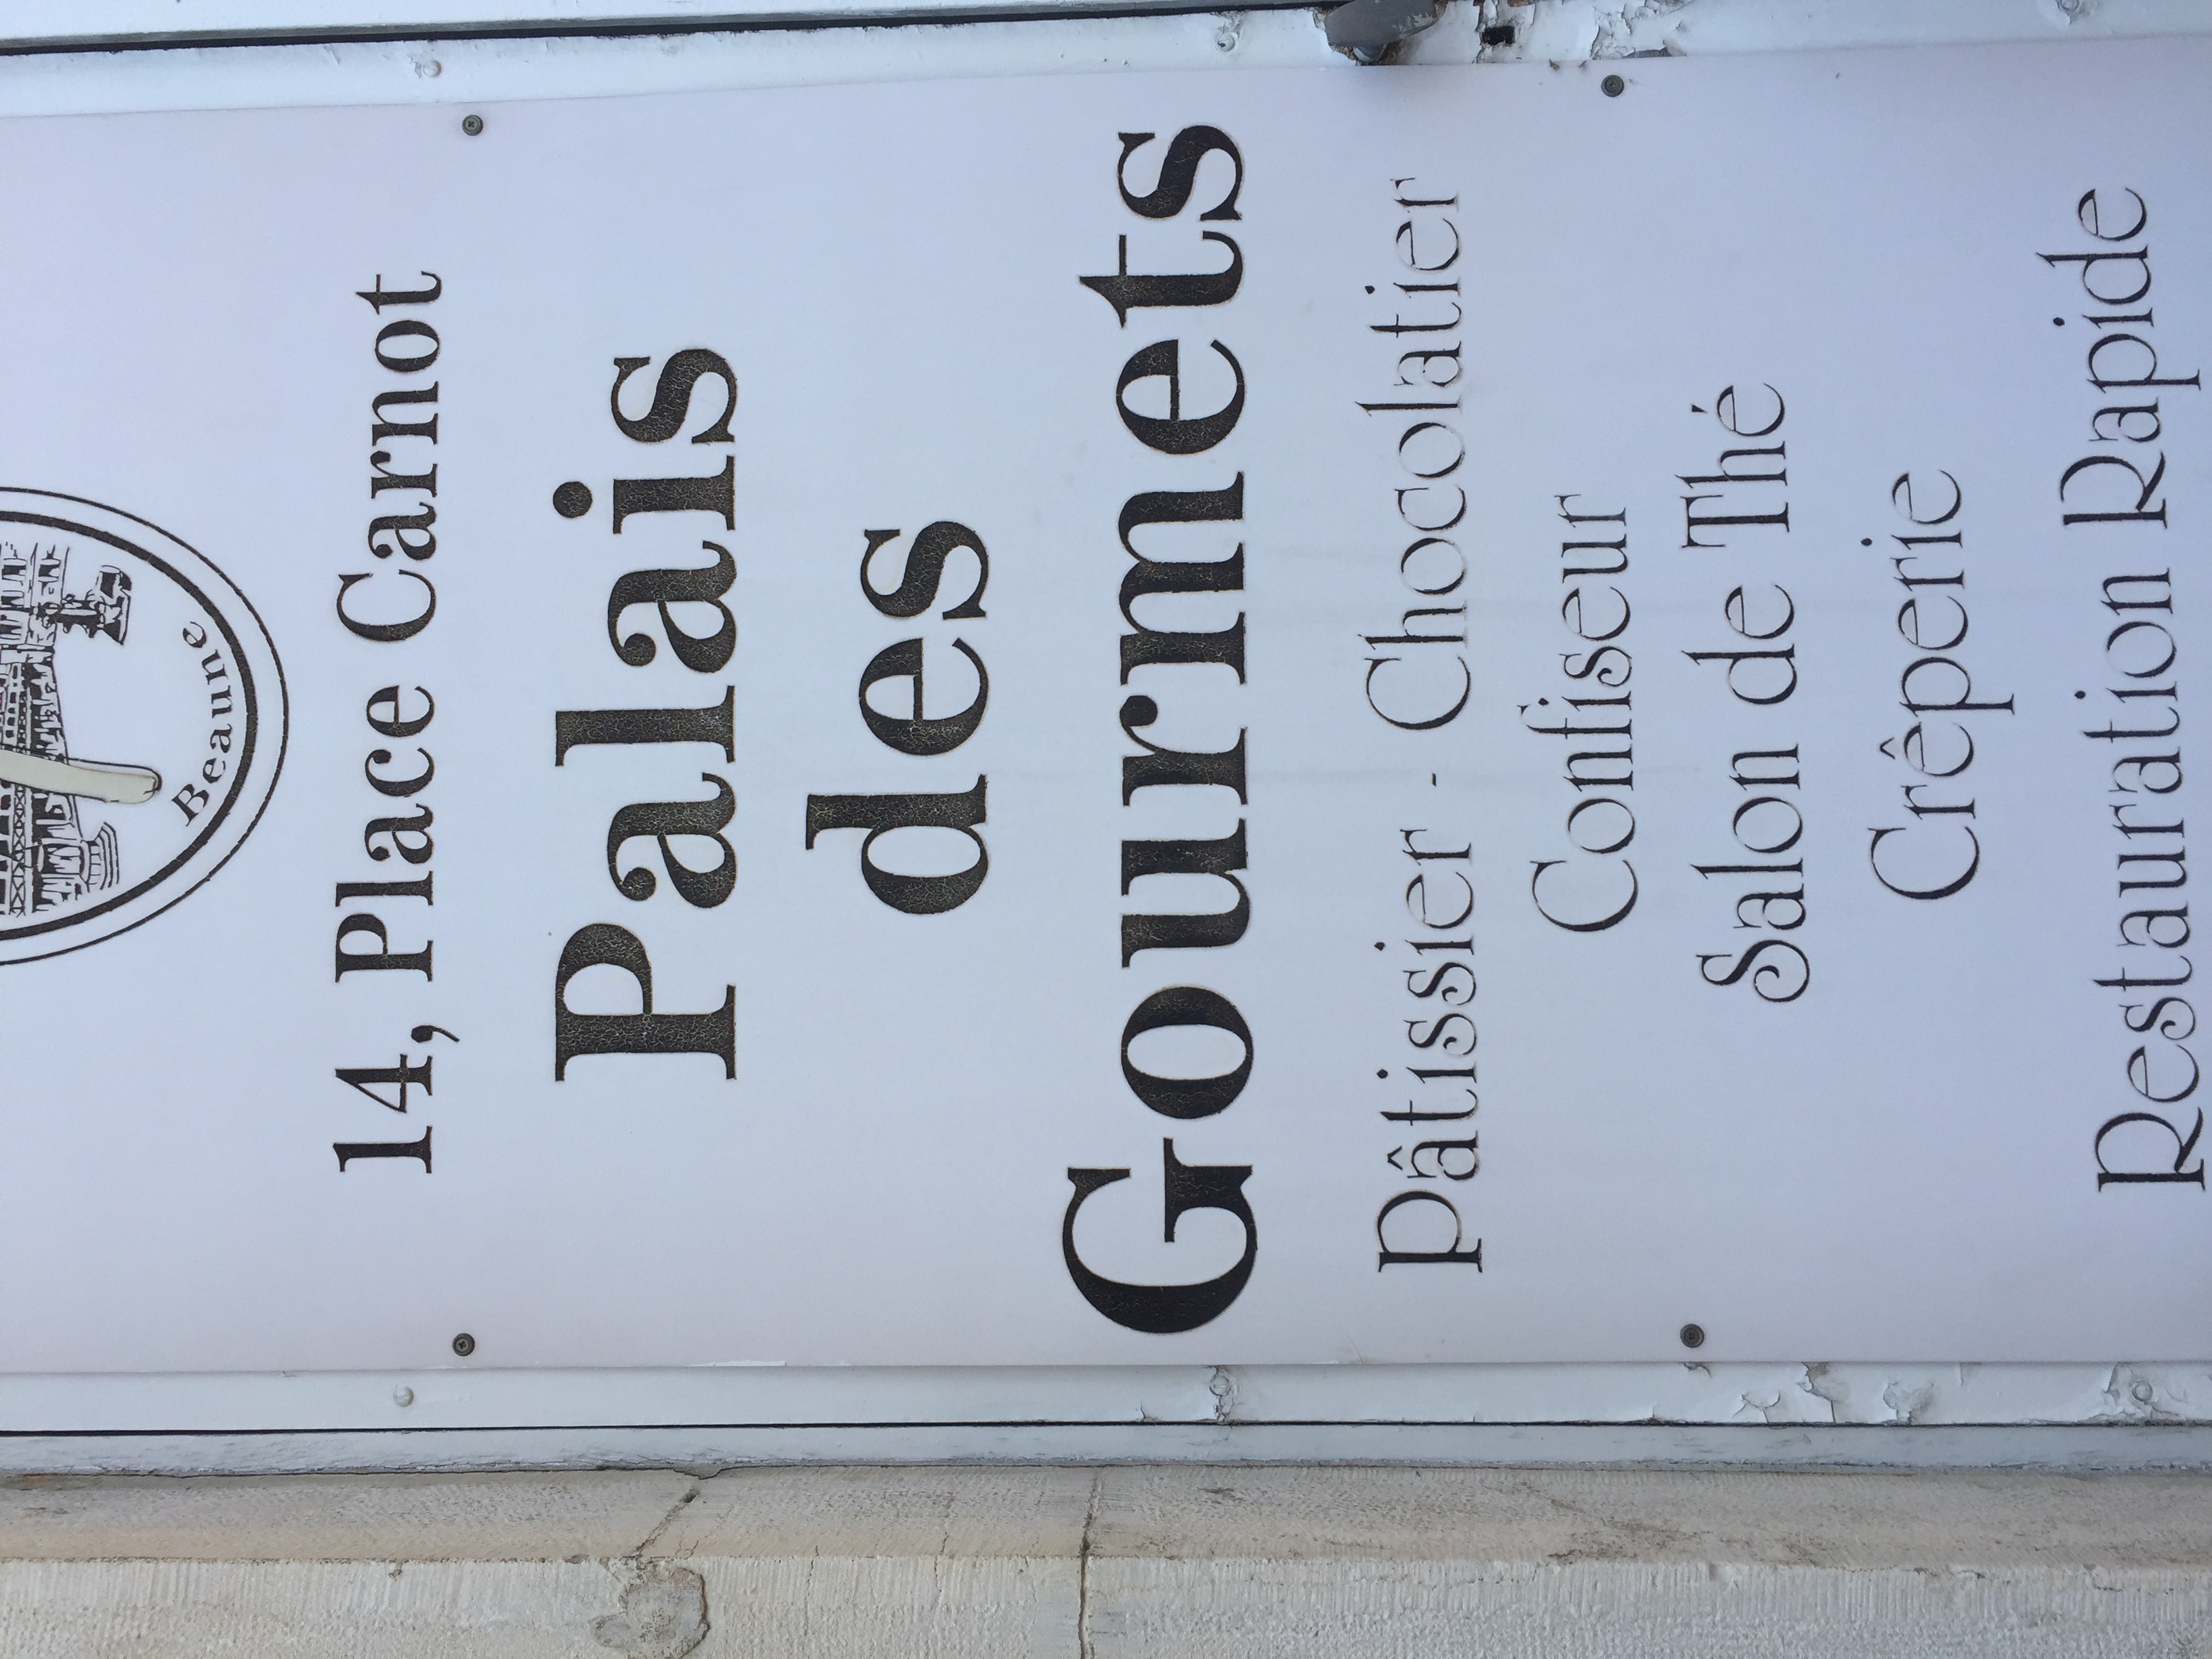 Beaune
14, Place Carnot
Palais
des
Gourmets
Pâtissier - Chocolatier
Confiseur
Salon de Thé
Crêperie
Restauration Rapide